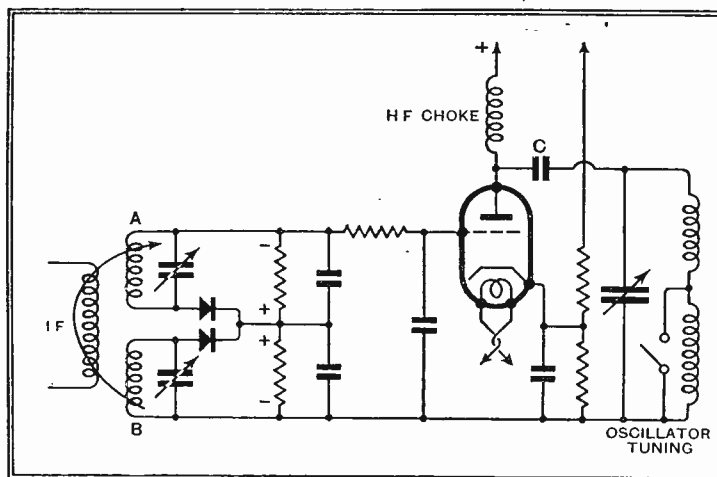 +
HF CHOKE
C
A
-
+
IF
+
-
B
OSCILLATOR
TUNING